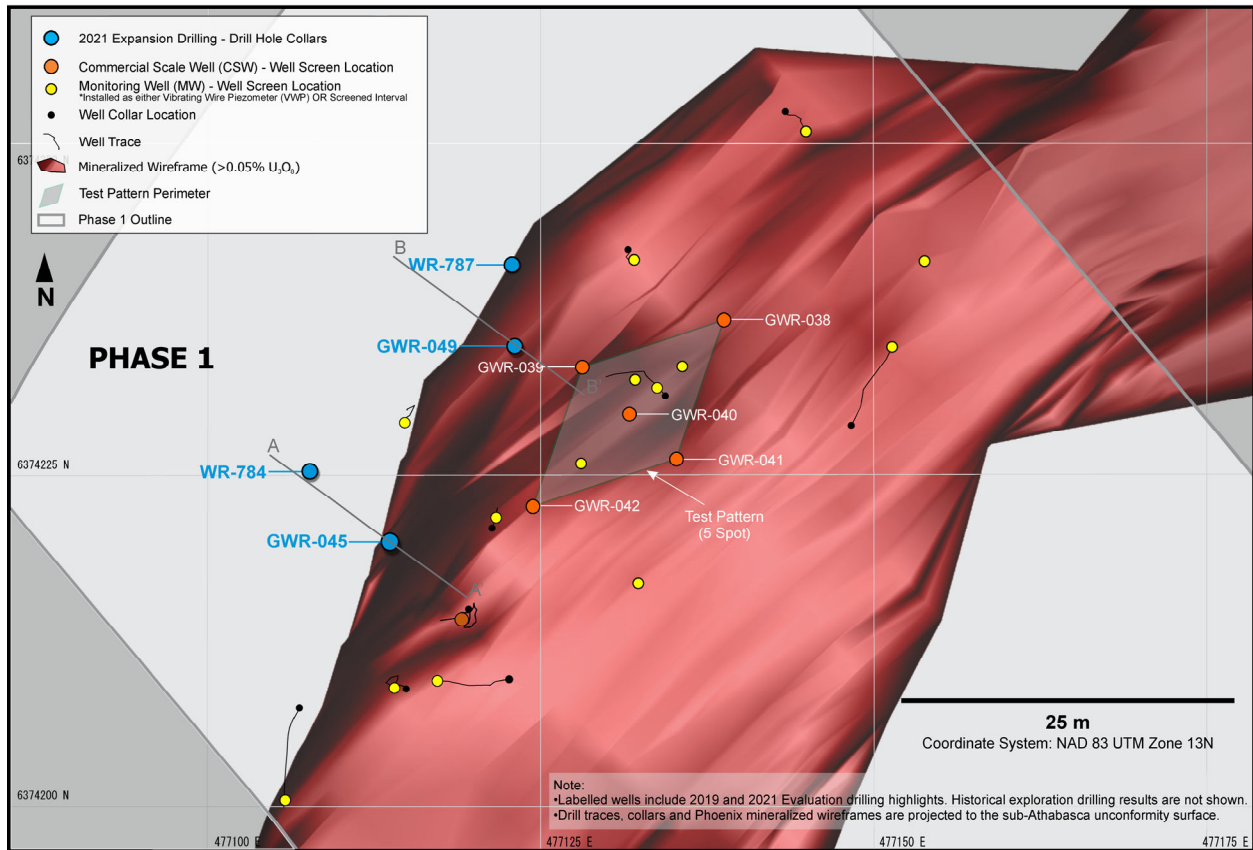 2021 Expansion Drilling - Drill Hole Collars
Commercial Scale Well (CSW) - Well Screen Location
Monitoring Well (MW) - Well Screen Location
*Installed as either Vibrating Wire Piezometer (VWP) OR Screened Interval
Well Collar Location
Well Trace
Mineralized Wireframe (>0.05% U₃O₈)
Test Pattern Perimeter
Phase 1 Outline
N
B
WR-787
GWR-038
GWR-049
PHASE 1
GWR-039
B'
GWR-040
A
GWR-041
WR-784
6374225 N
GWR-042
Test Pattern
(5 Spot)
GWR-045
A'
25 m
Coordinate System: NAD 83 UTM Zone 13N
Note:
•Labelled wells include 2019 and 2021 Evaluation drilling highlights. Historical exploration drilling results are not shown.
•Drill traces, collars and Phoenix mineralized wireframes are projected to the sub-Athabasca unconformity surface.
6374200 N
477100 E
477125 E
477150 E
477175 E